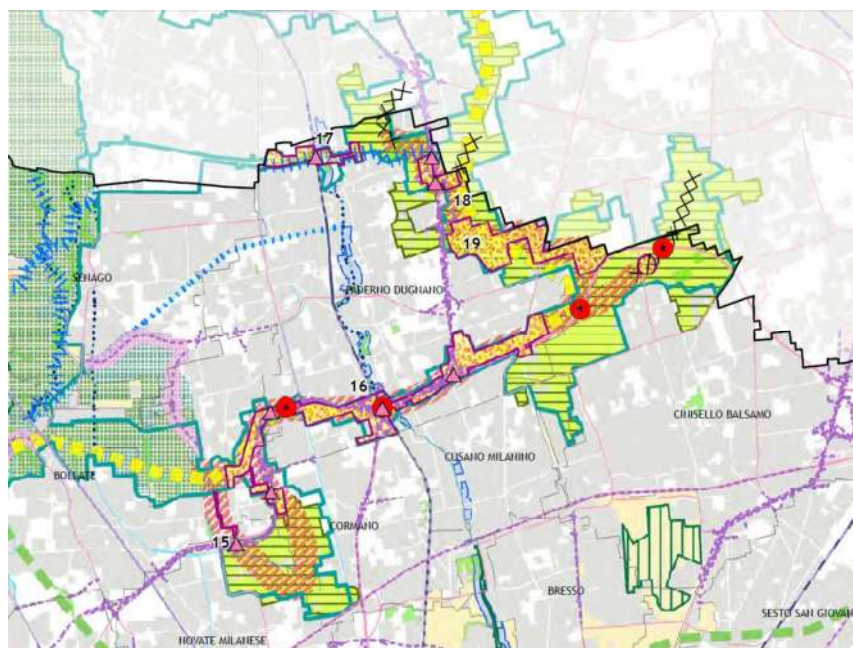 17
18
19
SENAGO
PADERNO DUGNANO
16
CINISELLO BALSAMO
CUSANO MILANINO
BOLLATE
CORMANO
15
BRESSO
SESTO SAN GIOVAN
NOVATE MILANESE